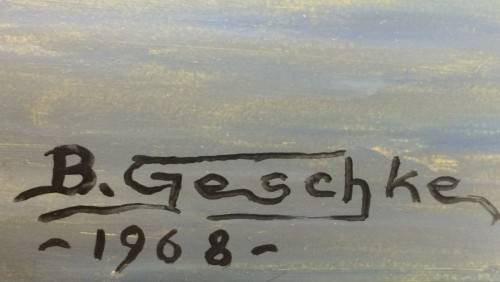 B. Geschke
- 1968 -